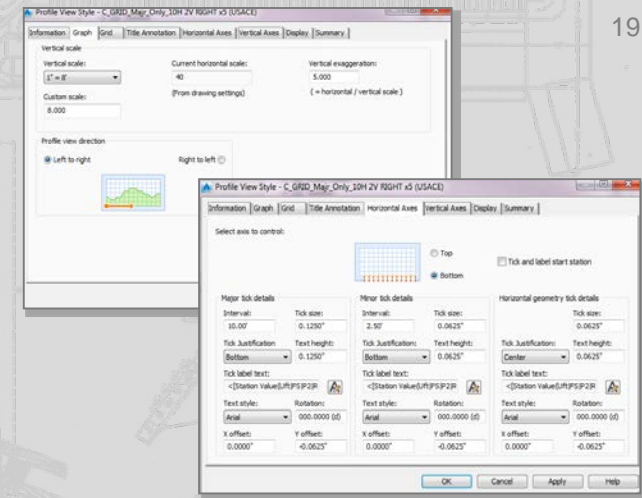 19
Profile View Style - C_GRID_Majr_Only_10H 2V RIGHT x5 (USACE)
Information Graph Grid Title Annotation Horizontal Axes Vertical Axes Display Summary
Vertical scale
Vertical scale: Current horizontal scale: Vertical exaggeration:
1" = 8' 40 5.000
Custom scale: (From drawing settings) ( = horizontal / vertical scale )
8.000
Profile view direction
Left to right Right to left
Profile View Style - C_GRID_Majr_Only_10H 2V RIGHT x5 (USACE)
Information Graph Grid Title Annotation Horizontal Axes Vertical Axes Display Summary
Select axis to control:
Top
Bottom
Tick and label start station
Major tick details
Interval: Tick size:
10.00' 0.1250"
Tick Justification Text height:
Bottom 0.1250"
Tick label text:
<[Station Value(Uft|FS|P2|R
Text style: Rotation:
Arial 000.0000 (d)
X offset: Y offset:
0.0000" -0.0625"
Minor tick details
Interval: Tick size:
2.50' 0.0625"
Tick Justification: Text height:
Bottom 0.0625"
Tick label text:
<[Station Value(Uft|FS|P2|R
Text style: Rotation:
Arial 000.0000 (d)
X offset: Y offset:
0.0000" -0.0625"
Horizontal geometry tick details
Tick size:
0.0625"
Tick Justification: Text height:
Center 0.0625"
Tick label text:
<[Station Value(Uft|FS|P2|R
Text style: Rotation:
Arial 000.0000 (d)
X offset: Y offset:
0.0000" -0.0625"
OK Cancel Apply Help